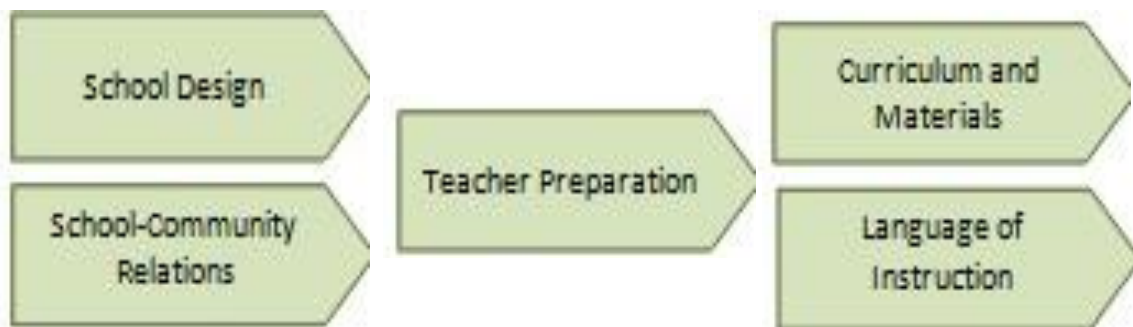 School Design
School-Community
Relations
Teacher Preparation
Curriculum and
Materials
Language of
Instruction